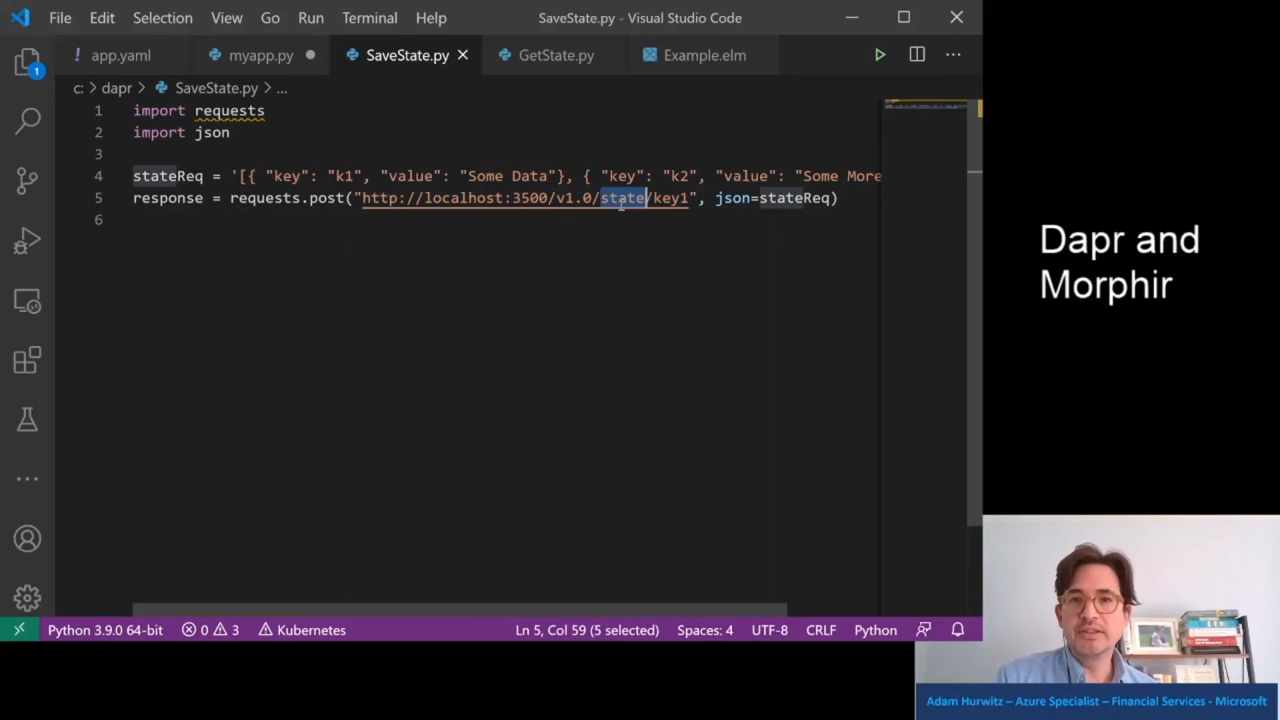 File Edit Selection View Go Run Terminal Help SaveState.py - Visual Studio Code
! app.yaml myapp.py SaveState.py GetState.py Example.elm
c: > dapr > SaveState.py > ...
1 import requests
2 import json
3
4 stateReq = '[{ "key": "k1", "value": "Some Data"}, { "key": "k2", "value": "Some More
5 response = requests.post("http://localhost:3500/v1.0/state/key1", json=stateReq)
6
1
Python 3.9.0 64-bit 0 3 Kubernetes Ln 5, Col 59 (5 selected) Spaces: 4 UTF-8 CRLF Python
Dapr and
Morphir
Adam Hurwitz – Azure Specialist – Financial Services - Microsoft